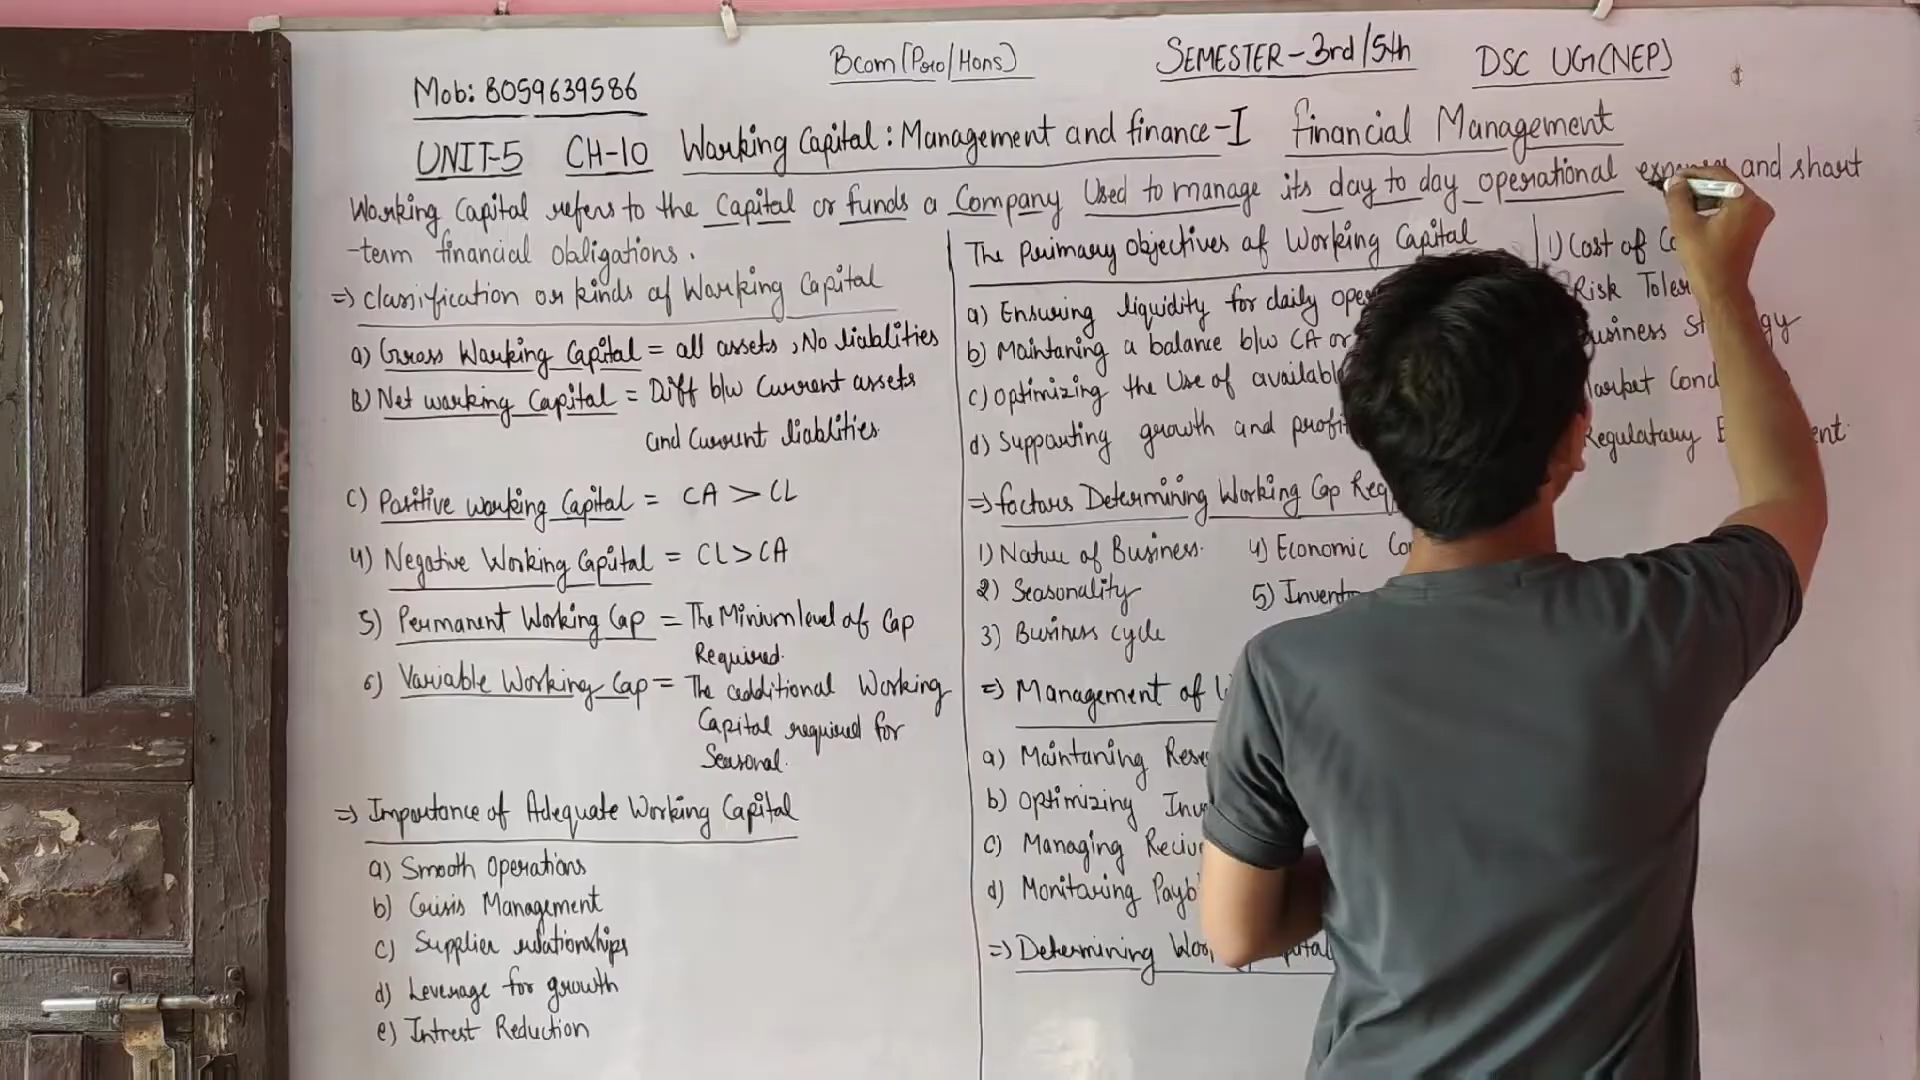 Bcom (Pro/Hons) SEMESTER-3rd/5th DSC UG(NEP)
Mob: 8059639586
UNIT-5 CH-10 Working Capital: Management and finance-I financial Management
Working Capital refers to the Capital or funds a Company Used to manage its day to day operational and short
-term financial obligations.
=> Classification or kinds of Working Capital
a) Gross Working Capital = all assets, No liablities
B) Net working Capital = Diff b/w Current assets
and Current liablities
C) Positive working Capital = CA > CL
4) Negative Working Capital = CL > CA
5) Permanent Working Cap = The Miniumlevel of Cap
Required.
6) Variable Working Cap = The additional Working
Capital required for
Seasonal.
=> Importance of Adequate Working Capital
a) Smooth Operations
b) Crisis Management
c) Supplier relationships
d) Leverage for growth
e) Intrest Reduction
The Primary Objectives of Working Capital
a) Ensuring liquidity for daily
b) Maintaning a balance b/w CA or
c) Optimizing the Use of
d) Supporting growth and
=> factors Determining Working Cap
1) Nature of Business.
2) Seasonality
3) Business cycle
4) Economic
5)
=> Management of
a) Maintaning
b) Optimizing
c) Managing
d) Monitoring
=> Determining
1) Cost of
Risk
Market
Regulatary